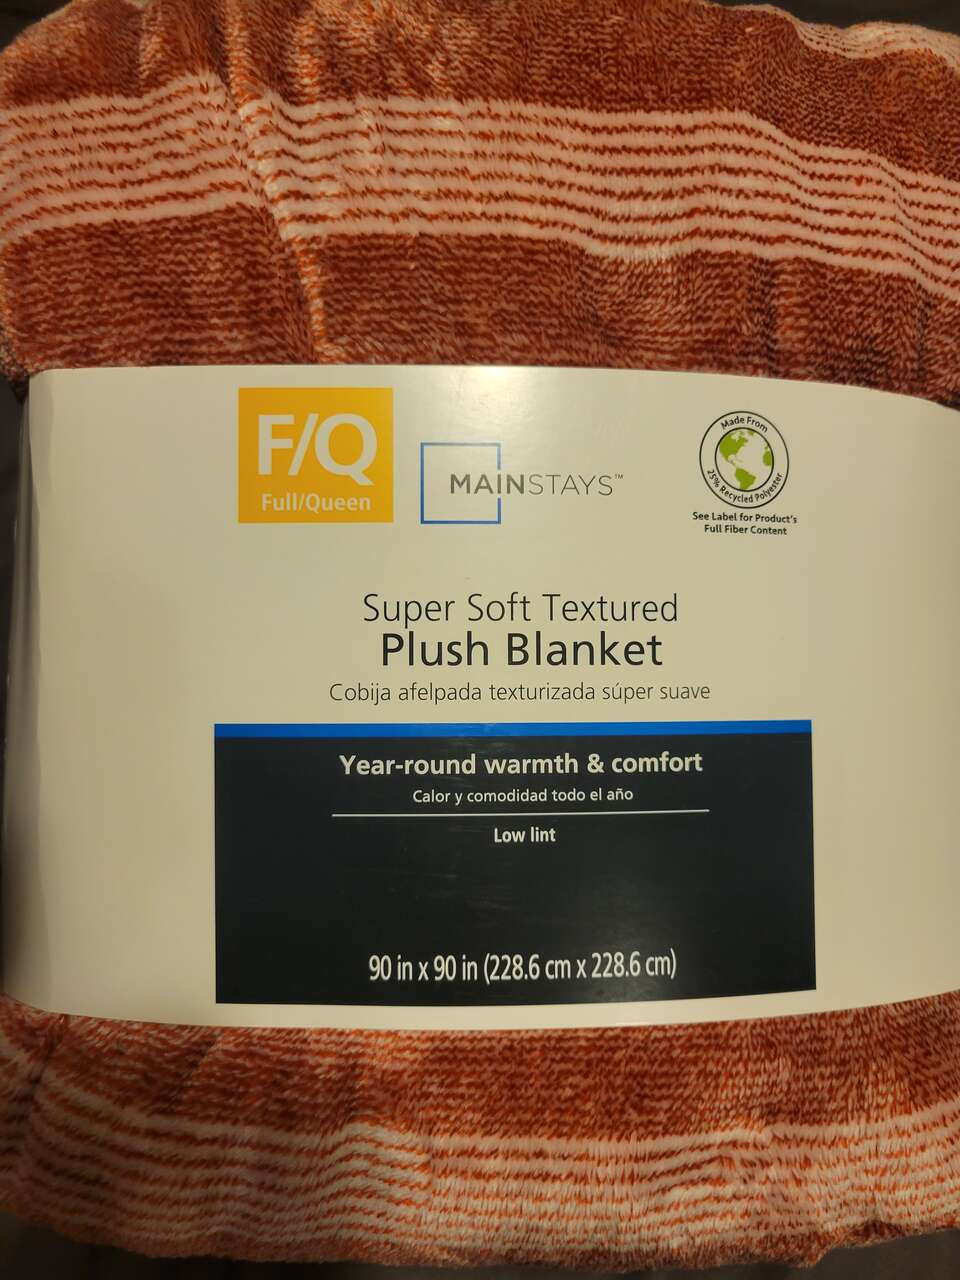 F/Q
Full/Queen
MAINSTAYS™
Made From
25% Recycled Polyester
See Label for Product's
Full Fiber Content
Super Soft Textured
Plush Blanket
Cobija afelpada texturizada súper suave
Year-round warmth & comfort
Calor y comodidad todo el año
Low lint
90 in x 90 in (228.6 cm x 228.6 cm)